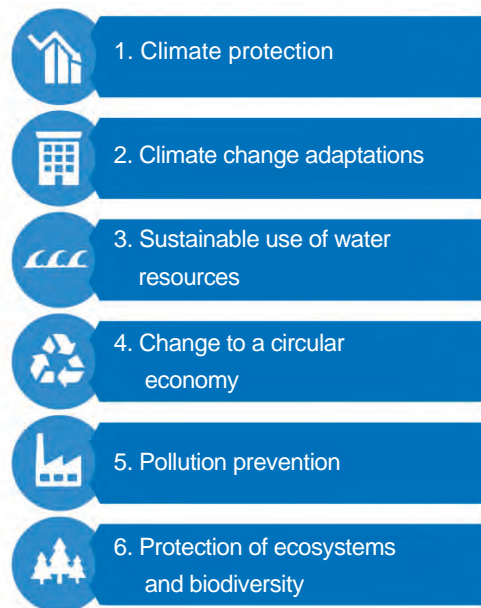 1. Climate protection
2. Climate change adaptations
3. Sustainable use of water
resources
4. Change to a circular
economy
5. Pollution prevention
6. Protection of ecosystems
and biodiversity